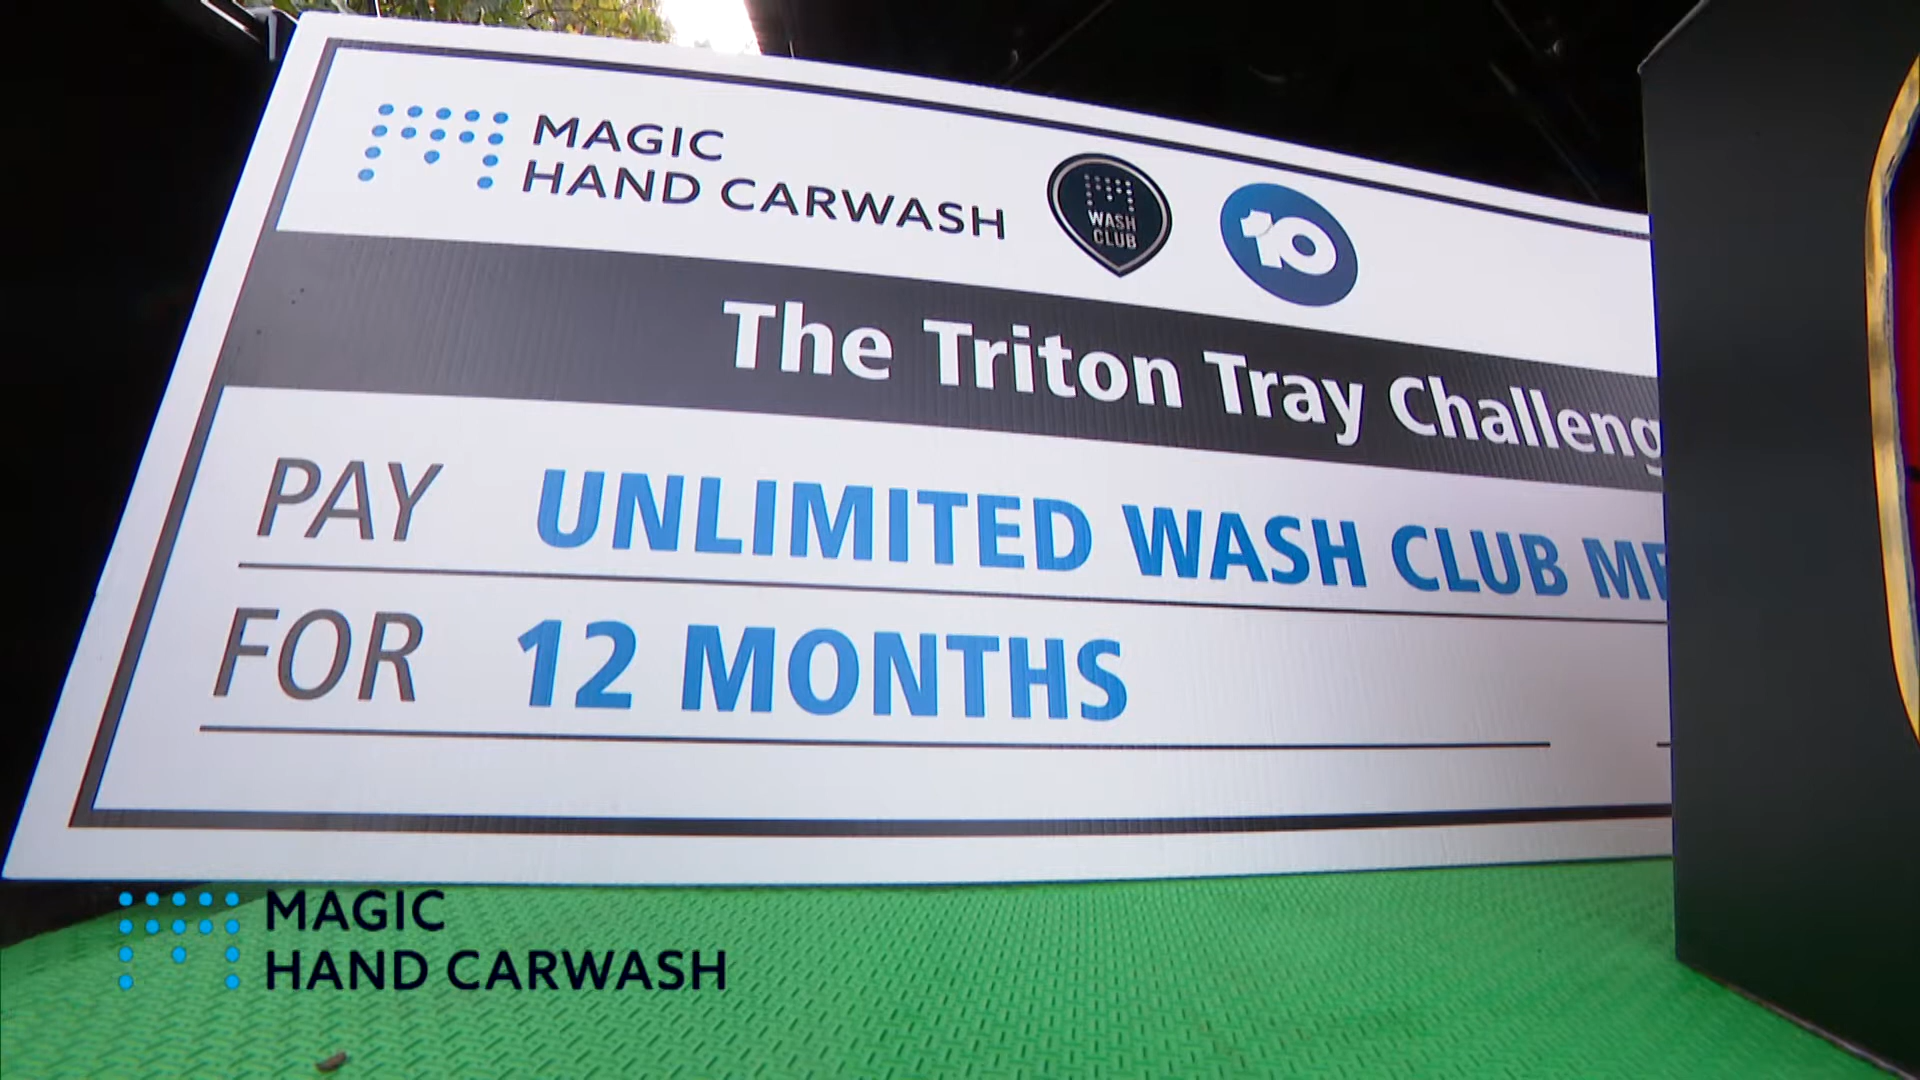 MAGIC
HAND CARWASH
WASH
CLUB
10
The Triton Tray Challeng
PAY UNLIMITED WASH CLUB ME
FOR 12 MONTHS
MAGIC
HAND CARWASH